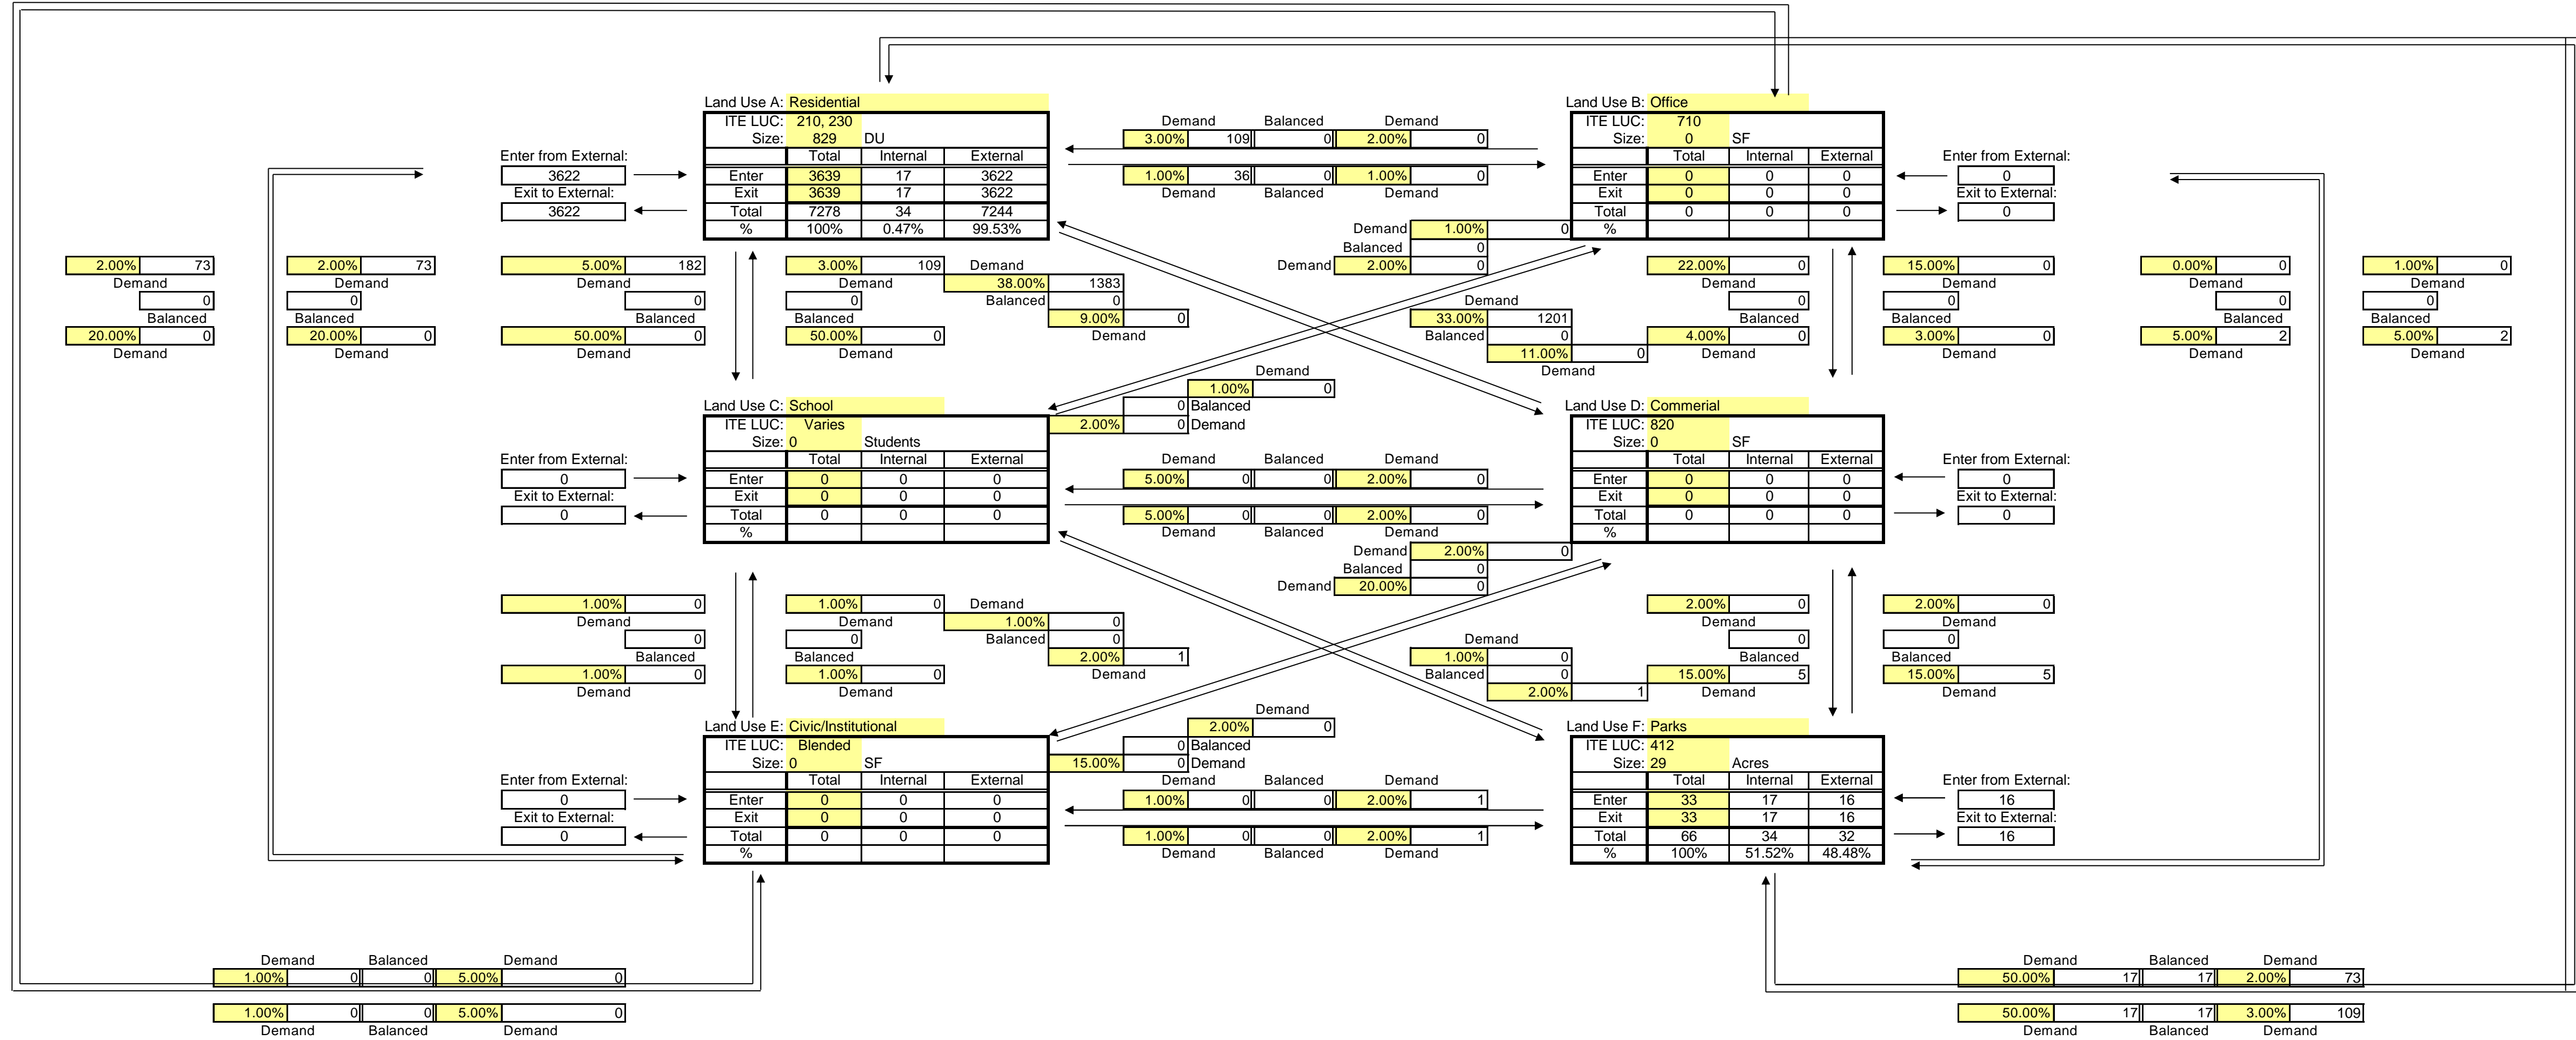 Land Use A: Residential
ITE LUC: 210, 230
Size: 829 DU
Total Internal External
Enter 3639 17 3622
Exit 3639 17 3622
Total 7278 34 7244
% 100% 0.47% 99.53%
Enter from External:
3622
Exit to External:
3622
Demand Balanced Demand
3.00% 109 0 2.00% 0
1.00% 36 0 1.00% 0
Demand Balanced Demand
Land Use B: Office
ITE LUC: 710
Size: 0 SF
Total Internal External
Enter 0 0 0
Exit 0 0 0
Total 0 0 0
%
Enter from External:
0
Exit to External:
0
Demand 1.00% 0
Balanced 0
Demand 2.00% 0
2.00% 73
Demand
0
Balanced
20.00% 0
Demand
2.00% 73
Demand
0
Balanced
20.00% 0
Demand
5.00% 182
Demand
0
Balanced
50.00% 0
Demand
3.00% 109
Demand
0
Balanced
50.00% 0
Demand
Demand
38.00% 1383
Balanced 0
9.00% 0
Demand
Demand
33.00% 1201
Balanced 0
11.00% 0
Demand
22.00% 0
Demand
0
Balanced
4.00% 0
Demand
15.00% 0
Demand
0
Balanced
3.00% 0
Demand
0.00% 0
Demand
0
Balanced
5.00% 2
Demand
1.00% 0
Demand
0
Balanced
5.00% 2
Demand
Demand
1.00% 0
0 Balanced
2.00% 0 Demand
Land Use C: School
ITE LUC: Varies
Size: 0 Students
Total Internal External
Enter 0 0 0
Exit 0 0 0
Total 0 0 0
%
Enter from External:
0
Exit to External:
0
Demand Balanced Demand
5.00% 0 0 2.00% 0
5.00% 0 0 2.00% 0
Demand Balanced Demand
Land Use D: Commerial
ITE LUC: 820
Size: 0 SF
Total Internal External
Enter 0 0 0
Exit 0 0 0
Total 0 0 0
%
Enter from External:
0
Exit to External:
0
Demand 2.00% 0
Balanced 0
Demand 20.00% 0
1.00% 0
Demand
0
Balanced
1.00% 0
Demand
1.00% 0
Demand
0
Balanced
1.00% 0
Demand
Demand
1.00% 0
Balanced 0
2.00% 1
Demand
Demand
1.00% 0
Balanced 0
2.00% 1
2.00% 0
Demand
0
Balanced
15.00% 5
Demand
2.00% 0
Demand
0
Balanced
15.00% 5
Demand
Demand
2.00% 0
0 Balanced
15.00% 0 Demand
Land Use E: Civic/Institutional
ITE LUC: Blended
Size: 0 SF
Total Internal External
Enter 0 0 0
Exit 0 0 0
Total 0 0 0
%
Enter from External:
0
Exit to External:
0
Demand Balanced Demand
1.00% 0 0 2.00% 1
1.00% 0 0 2.00% 1
Demand Balanced Demand
Land Use F: Parks
ITE LUC: 412
Size: 29 Acres
Total Internal External
Enter 33 17 16
Exit 33 17 16
Total 66 34 32
% 100% 51.52% 48.48%
Enter from External:
16
Exit to External:
16
Demand Balanced Demand
1.00% 0 0 5.00% 0
1.00% 0 0 5.00% 0
Demand Balanced Demand
Demand Balanced Demand
50.00% 17 17 2.00% 73
50.00% 17 17 3.00% 109
Demand Balanced Demand